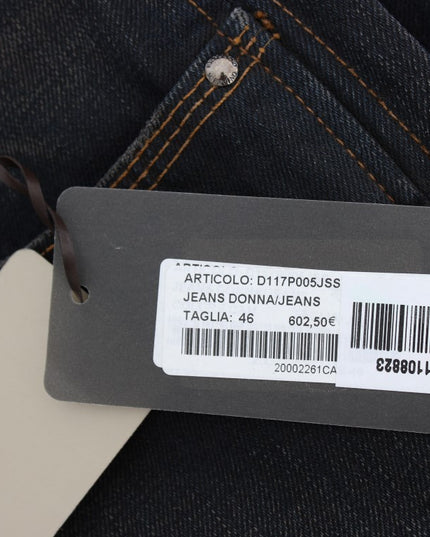 ARTICOLO: D117P005JSS
JEANS DONNA/JEANS
TAGLIA: 46 602,50€
20002261CA
1108823